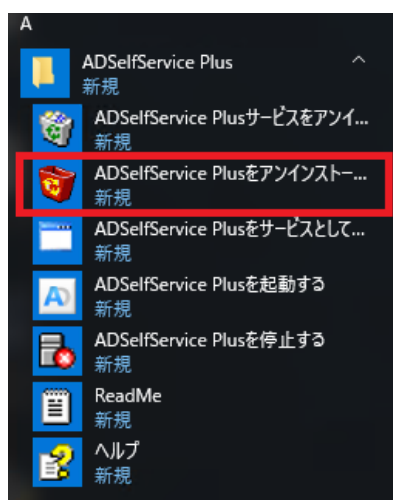 A
ADSelfService Plus
新規
ADSelfService Plusサービスをアンイ...
新規
ADSelfService Plusをアンインストー...
新規
ADSelfService Plusをサービスとして...
新規
ADSelfService Plusを起動する
新規
ADSelfService Plusを停止する
新規
ReadMe
新規
ヘルプ
新規